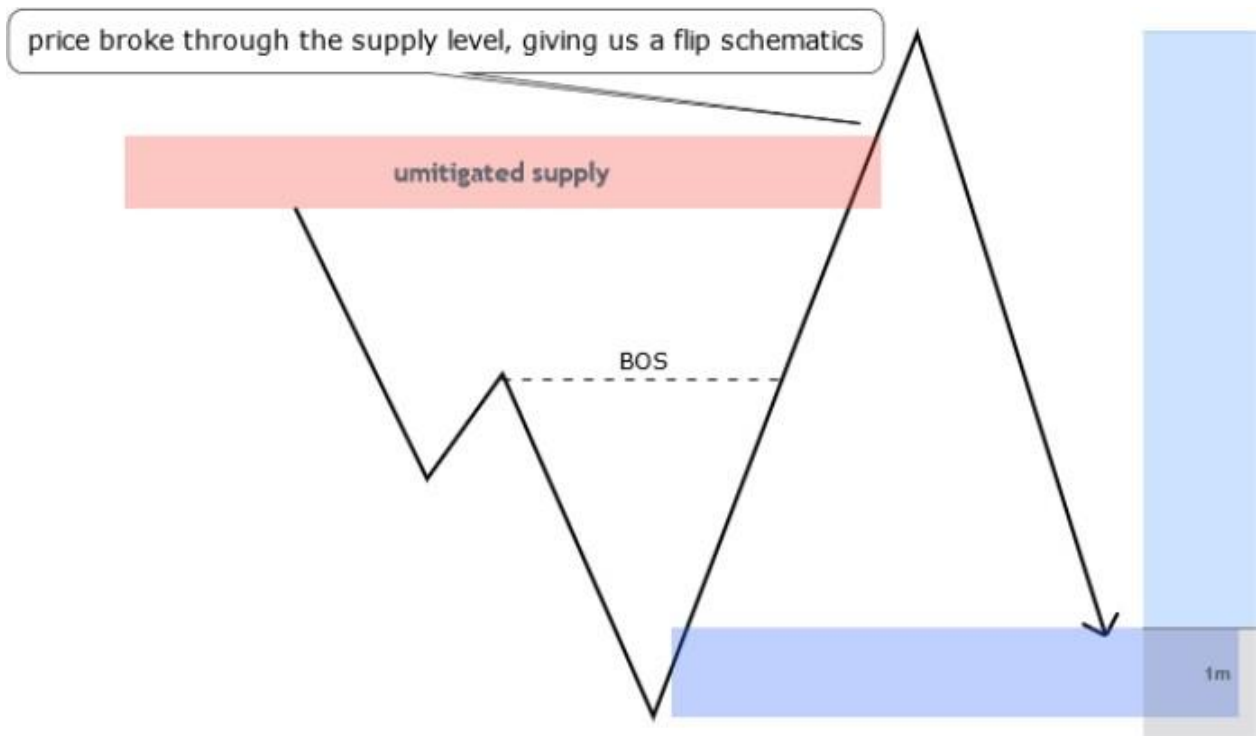 price broke through the supply level, giving us a flip schematics
umitigated supply
BOS
1m